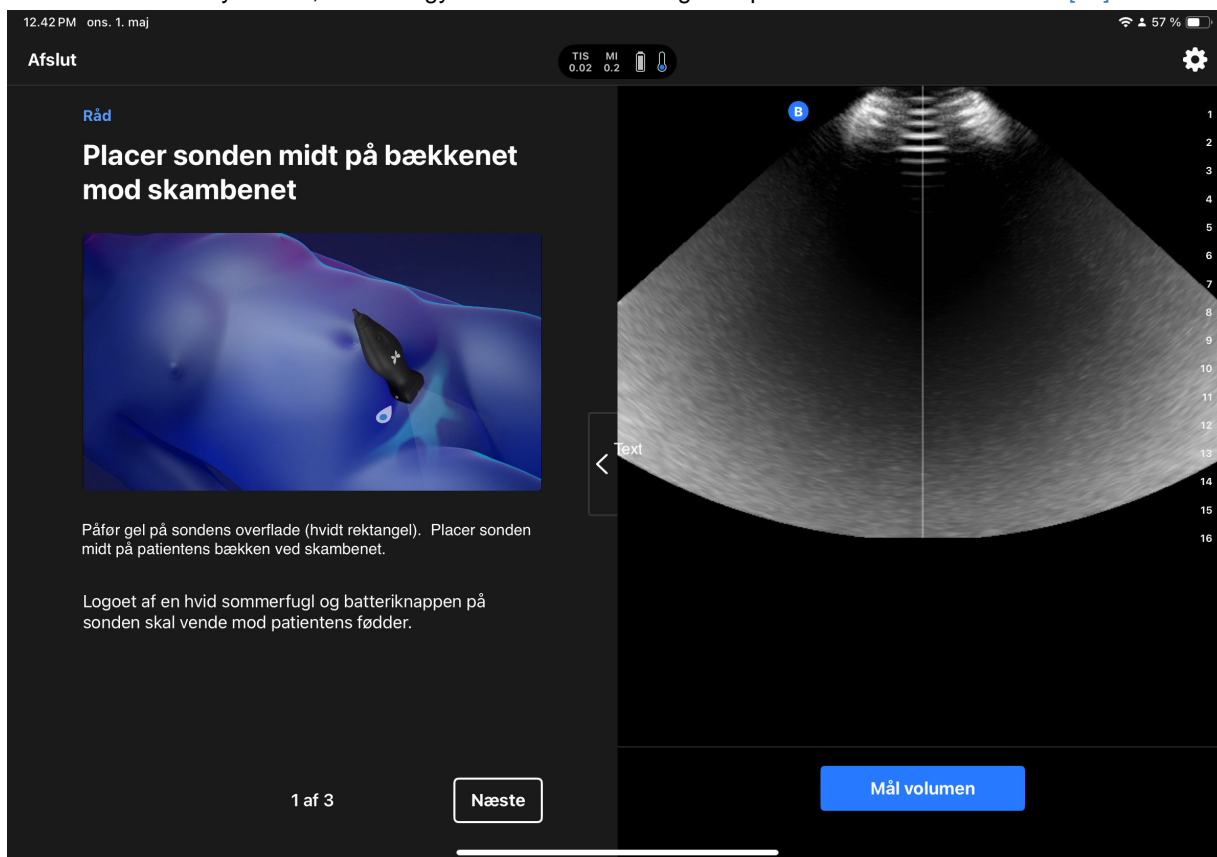 12.42 PM ons. 1. maj
57 %
Afslut
TIS MI
0.02 0.2
Råd
Placer sonden midt på bækkenet
mod skambenet
Påfør gel på sondens overflade (hvidt rektangel). Placer sonden
midt på patientens bækken ved skambenet.
Logoet af en hvid sommerfugl og batteriknappen på
sonden skal vende mod patientens fødder.
1 af 3
Næste
Text
B
1
2
3
4
5
6
7
8
9
10
11
12
13
14
15
16
Mål volumen